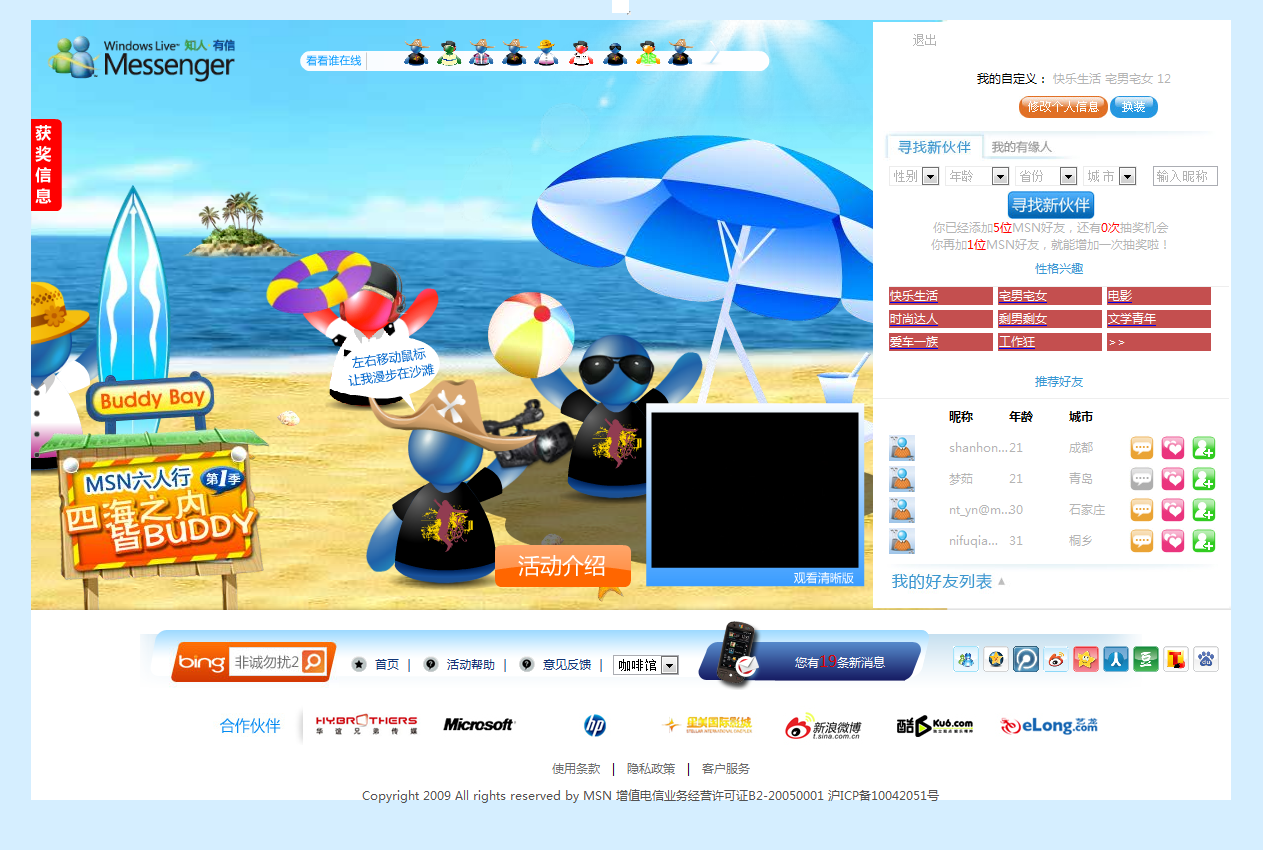 Windows Live™ 知人 有信
Messenger
看看谁在线
退出
我的自定义： 快乐生活 宅男宅女 12
修改个人信息 换装
获奖信息
寻找新伙伴 我的有缘人
性别 年龄 省份 城市 输入昵称
寻找新伙伴
你已经添加5位MSN好友，还有0次抽奖机会
你再加1位MSN好友，就能增加一次抽奖啦！
性格兴趣
快乐生活 宅男宅女 电影
时尚达人 剩男剩女 文学青年
爱车一族 工作狂 >>
推荐好友
昵称 年龄 城市
shanhon... 21 成都
梦茹 21 青岛
nt_yn@m... 30 石家庄
nifuqia... 31 桐乡
我的好友列表
左右移动鼠标
让我漫步在沙滩
Buddy Bay
MSN六人行 第1季
四海之内
皆BUDDY
活动介绍
观看清晰版
bing 非诚勿扰2
首页 | 活动帮助 | 意见反馈 | 咖啡馆
您有19条新消息
人 豆
合作伙伴
HYBROTHERS
华谊兄弟传媒
Microsoft
hp
星美国际影城
新浪微博
t.sina.com.cn
酷6 Ku6.com
eLong.com 艺龙
使用条款 | 隐私政策 | 客户服务
Copyright 2009 All rights reserved by MSN 增值电信业务经营许可证B2-20050001 沪ICP备10042051号